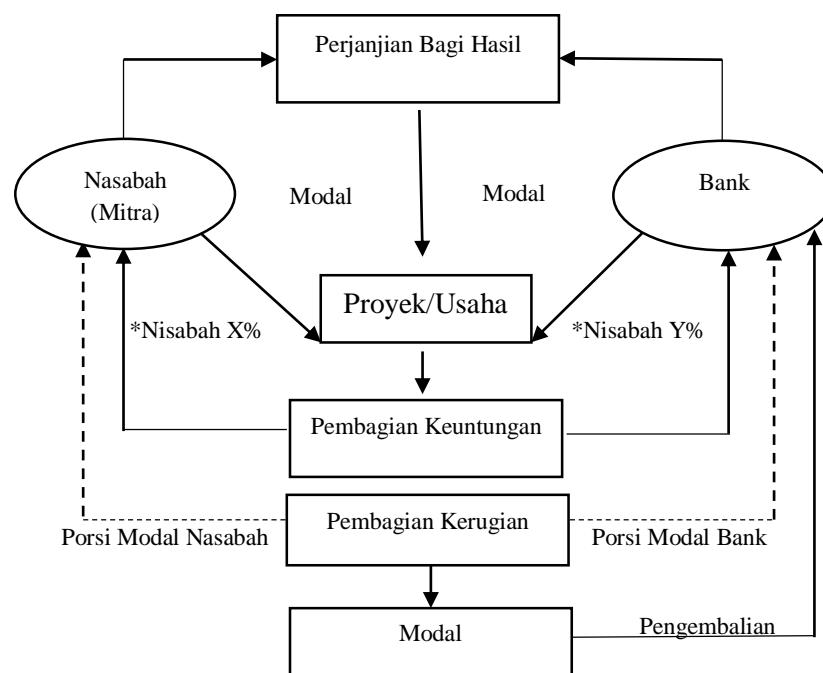 Perjanjian Bagi Hasil
Nasabah
(Mitra)
Modal
Modal
Bank
Proyek/Usaha
*Nisabah X%
*Nisabah Y%
Pembagian Keuntungan
Pembagian Kerugian
Porsi Modal Nasabah
Porsi Modal Bank
Modal
Pengembalian